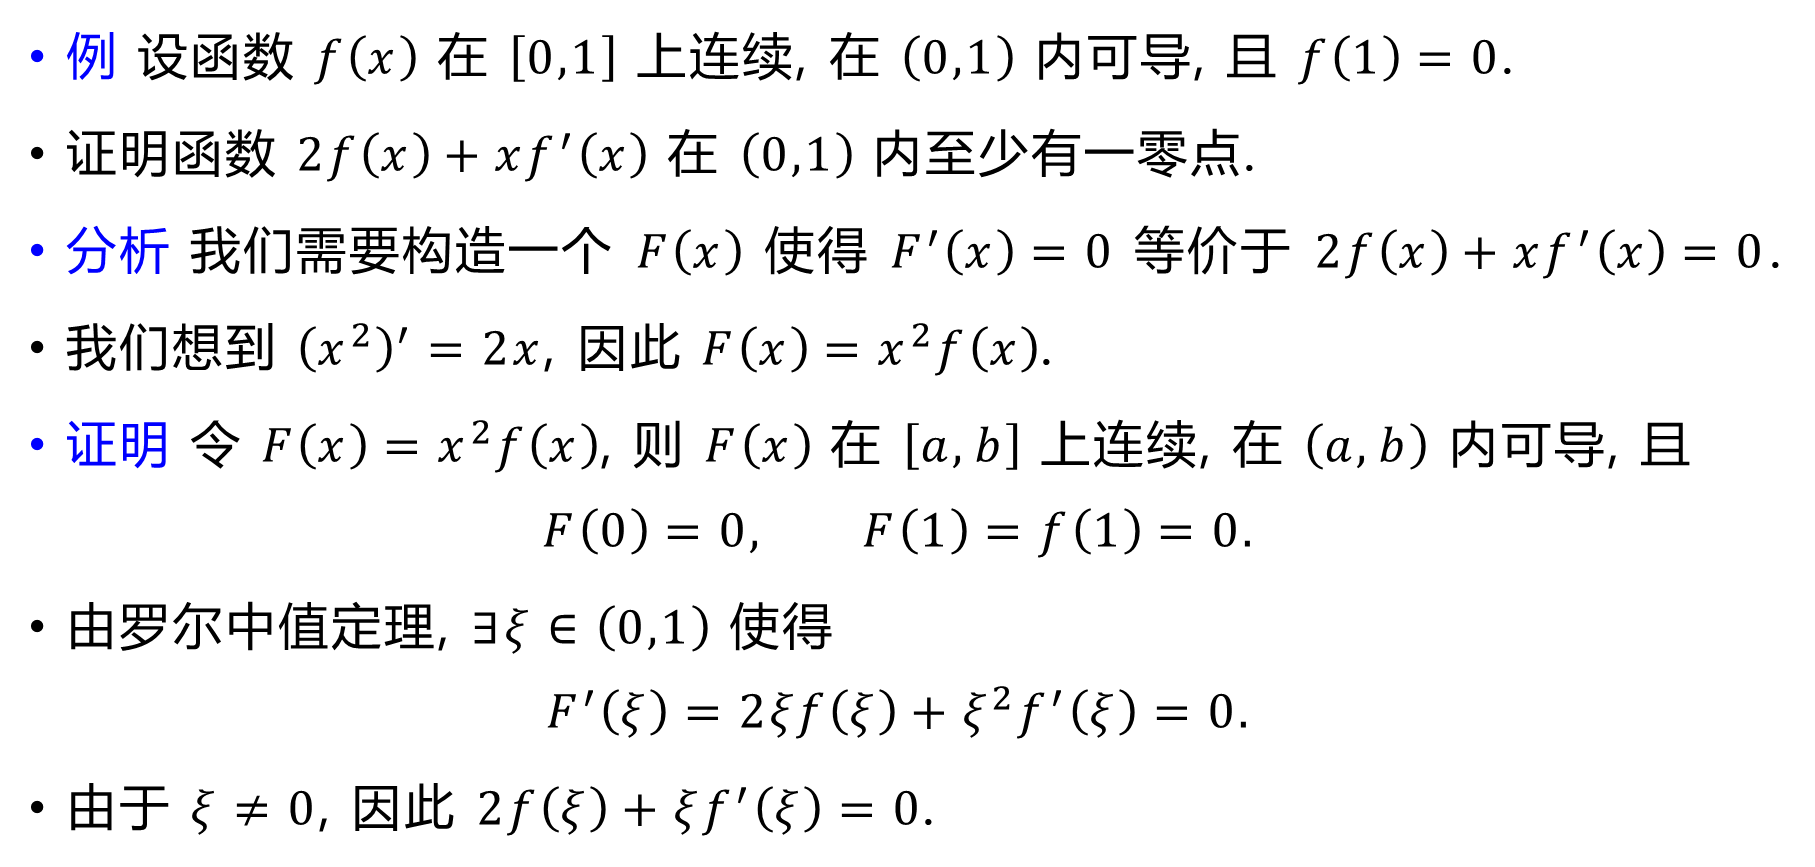 • 例 设函数 f(x) 在 [0,1] 上连续, 在 (0,1) 内可导, 且 f(1) = 0.
• 证明函数 2f(x) + xf′(x) 在 (0,1) 内至少有一零点.
• 分析 我们需要构造一个 F(x) 使得 F′(x) = 0 等价于 2f(x) + xf′(x) = 0.
• 我们想到 (x²)′ = 2x, 因此 F(x) = x²f(x).
• 证明 令 F(x) = x²f(x), 则 F(x) 在 [a,b] 上连续, 在 (a,b) 内可导, 且
F(0) = 0, F(1) = f(1) = 0.
• 由罗尔中值定理, ∃ξ ∈ (0,1) 使得
F′(ξ) = 2ξf(ξ) + ξ²f′(ξ) = 0.
• 由于 ξ ≠ 0, 因此 2f(ξ) + ξf′(ξ) = 0.